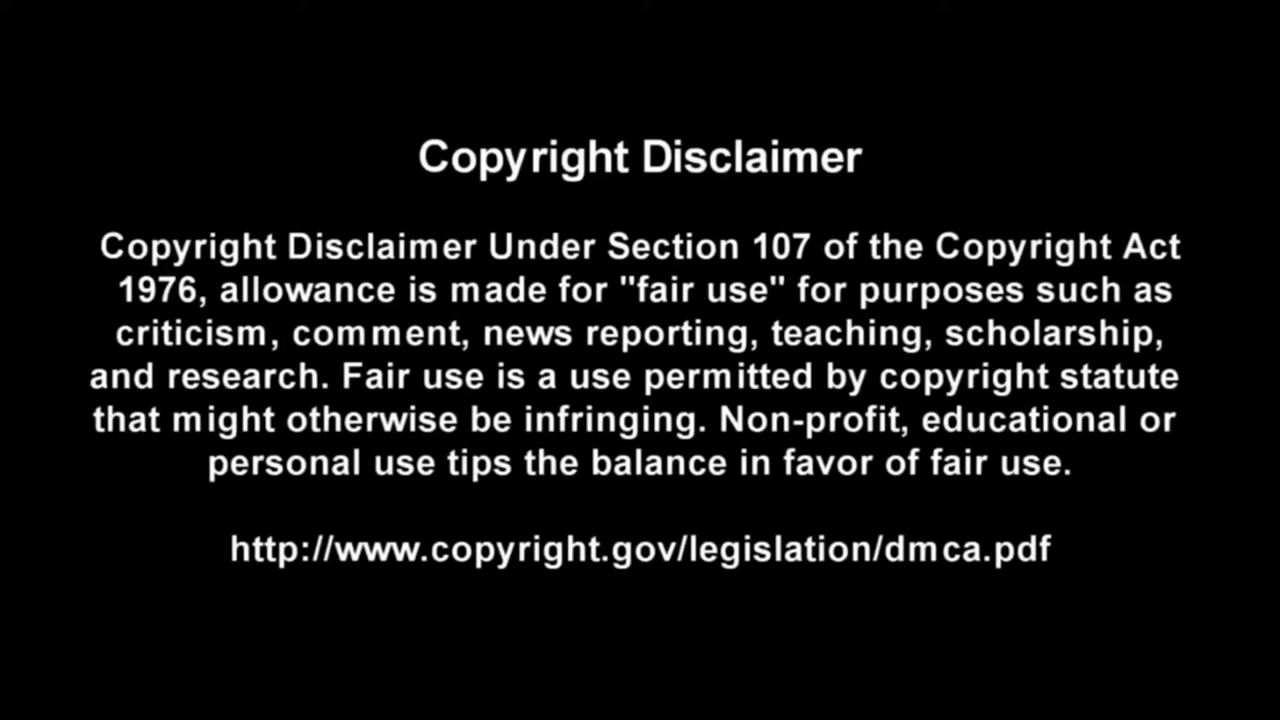 Copyright Disclaimer
Copyright Disclaimer Under Section 107 of the Copyright Act
1976, allowance is made for "fair use" for purposes such as
criticism, comment, news reporting, teaching, scholarship,
and research. Fair use is a use permitted by copyright statute
that might otherwise be infringing. Non-profit, educational or
personal use tips the balance in favor of fair use.
http://www.copyright.gov/legislation/dmca.pdf